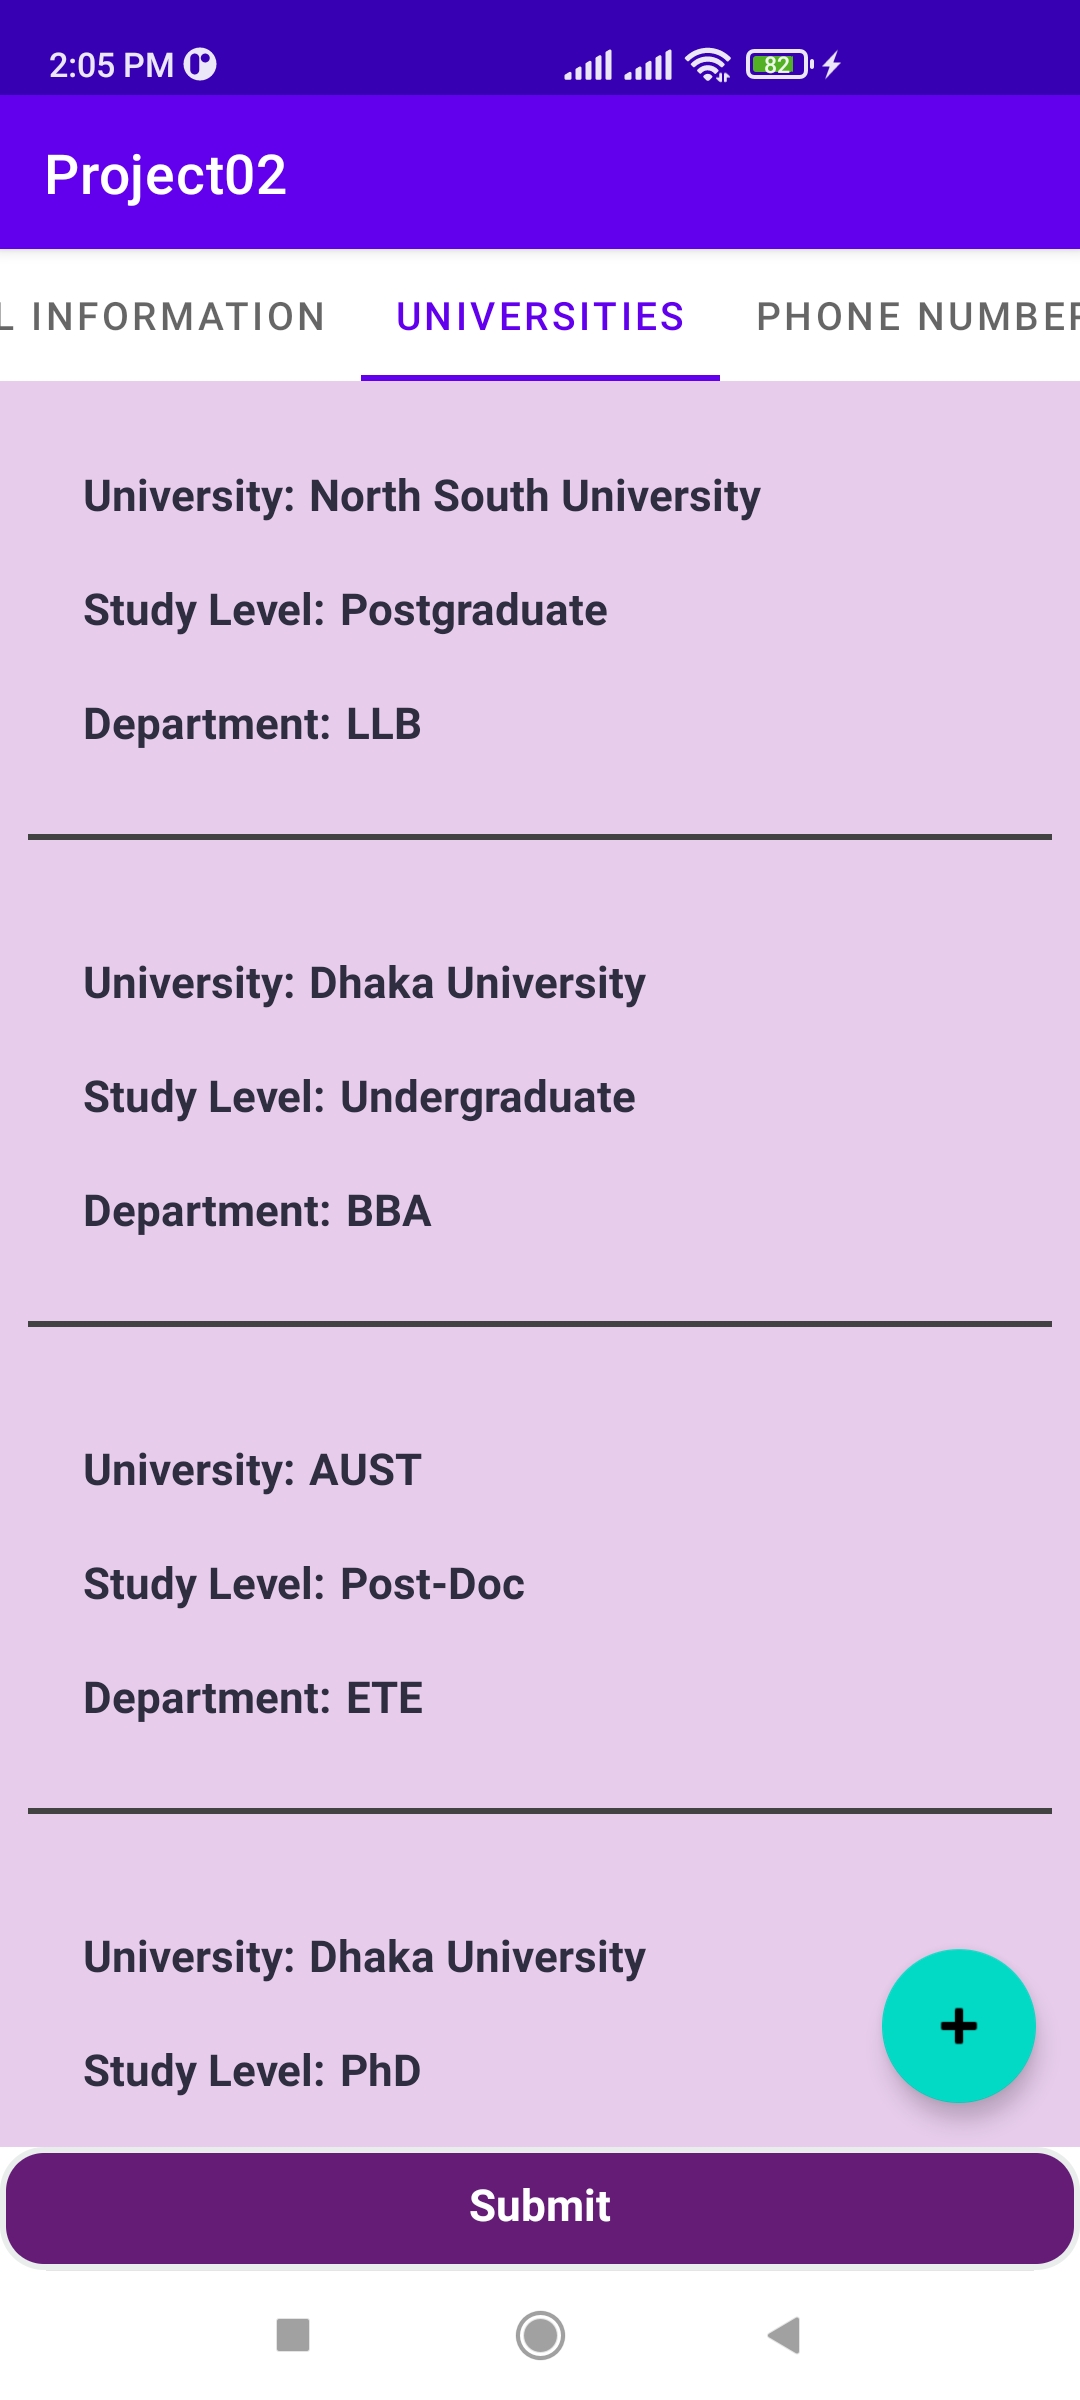 2:05 PM
82
Project02
L INFORMATION UNIVERSITIES PHONE NUMBER
University: North South University
Study Level: Postgraduate
Department: LLB
University: Dhaka University
Study Level: Undergraduate
Department: BBA
University: AUST
Study Level: Post-Doc
Department: ETE
University: Dhaka University
Study Level: PhD
Submit